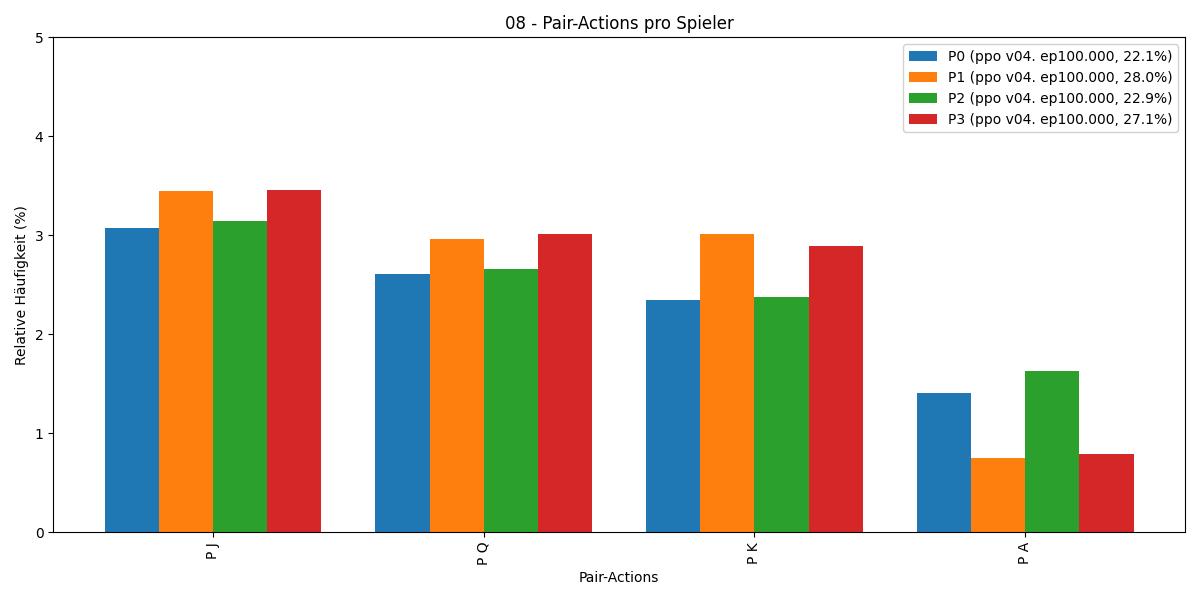 08 - Pair-Actions pro Spieler
P0 (ppo v04. ep100.000, 22.1%)
P1 (ppo v04. ep100.000, 28.0%)
P2 (ppo v04. ep100.000, 22.9%)
P3 (ppo v04. ep100.000, 27.1%)
Relative Häufigkeit (%)
5
4
3
2
1
0
P J
P Q
P K
P A
Pair-Actions